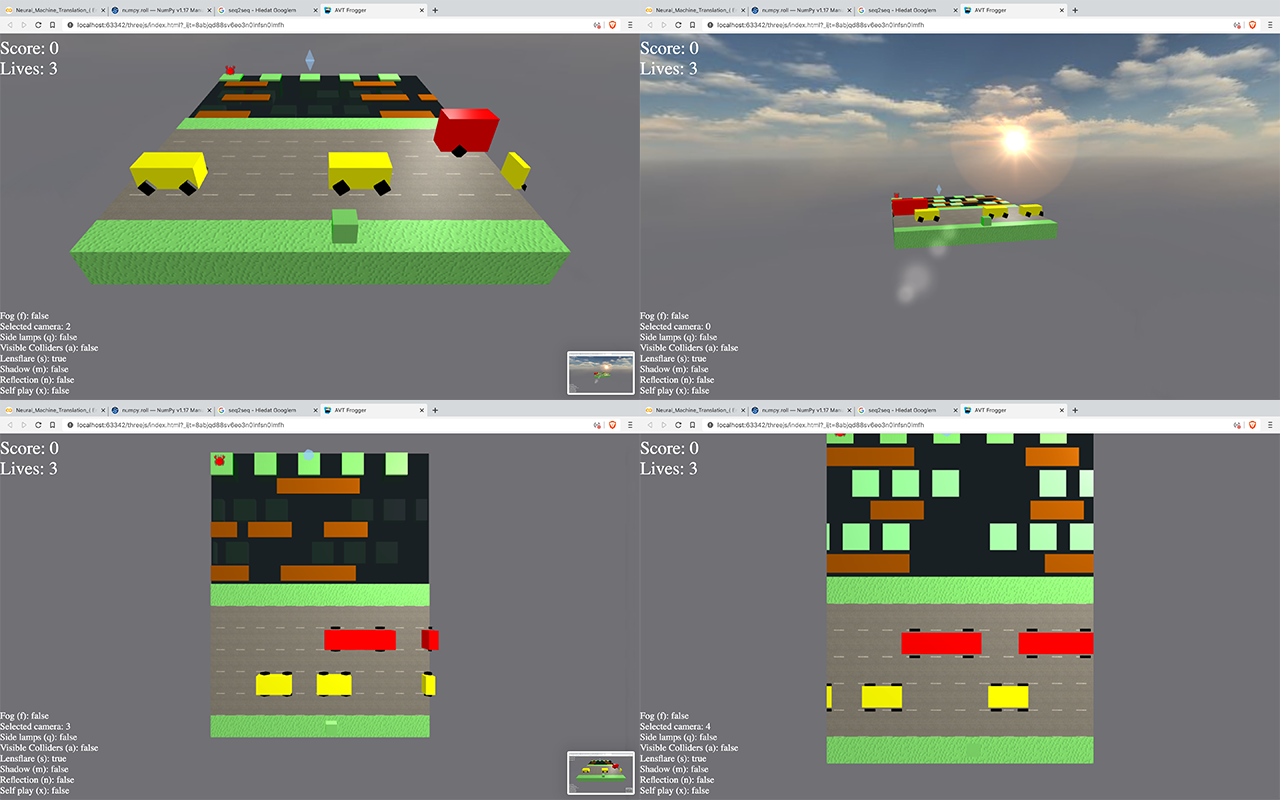 Neural_Machine_Translation_( F
numpy.roll — NumPy v1.17 Man
seq2seq - Hledat Googlem
AVT Frogger
localhost:63342/threejs/index.html?_ijt=8abjqd88sv6eo3n0lnfsn0lmfh
Score: 0
Lives: 3
Fog (f): false
Selected camera: 2
Side lamps (q): false
Visible Colliders (a): false
Lensflare (s): true
Shadow (m): false
Reflection (n): false
Self play (x): false
Neural_Machine_Translation_( F
numpy.roll — NumPy v1.17 Man
seq2seq - Hledat Googlem
AVT Frogger
localhost:63342/threejs/index.html?_ijt=8abjqd88sv6eo3n0lnfsn0lmfh
Score: 0
Lives: 3
Fog (f): false
Selected camera: 0
Side lamps (q): false
Visible Colliders (a): false
Lensflare (s): true
Shadow (m): false
Reflection (n): false
Self play (x): false
Neural_Machine_Translation_( F
numpy.roll — NumPy v1.17 Man
seq2seq - Hledat Googlem
AVT Frogger
localhost:63342/threejs/index.html?_ijt=8abjqd88sv6eo3n0lnfsn0lmfh
Score: 0
Lives: 3
Fog (f): false
Selected camera: 3
Side lamps (q): false
Visible Colliders (a): false
Lensflare (s): true
Shadow (m): false
Reflection (n): false
Self play (x): false
Neural_Machine_Translation_( F
numpy.roll — NumPy v1.17 Man
seq2seq - Hledat Googlem
AVT Frogger
localhost:63342/threejs/index.html?_ijt=8abjqd88sv6eo3n0lnfsn0lmfh
Score: 0
Lives: 3
Fog (f): false
Selected camera: 4
Side lamps (q): false
Visible Colliders (a): false
Lensflare (s): true
Shadow (m): false
Reflection (n): false
Self play (x): false